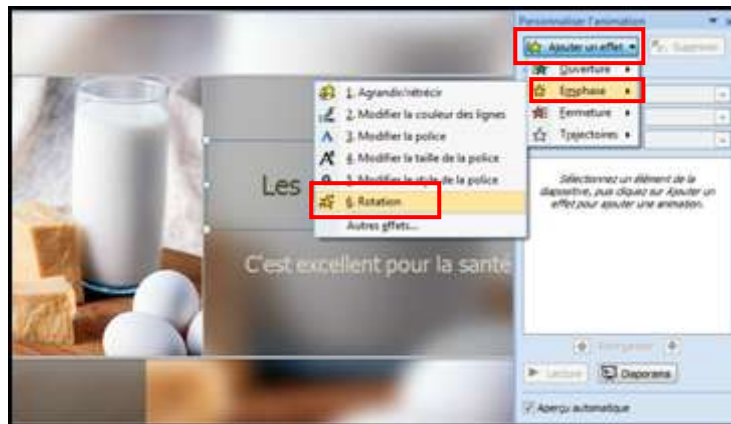 Personnaliser l'animation
Ajouter un effet
Supprimer
Ouverture
Emphase
Fermeture
Trajectoires
1. Agrandir/rétrécir
2. Modifier la couleur des lignes
3. Modifier la police
4. Modifier la taille de la police
5. Modifier le style de la police
6. Rotation
Autres effets...
Les
C'est excellent pour la santé
Sélectionnez un élément de la
diapositive, puis cliquez sur Ajouter un
effet pour ajouter une animation.
Lecture
Diaporama
Aperçu automatique